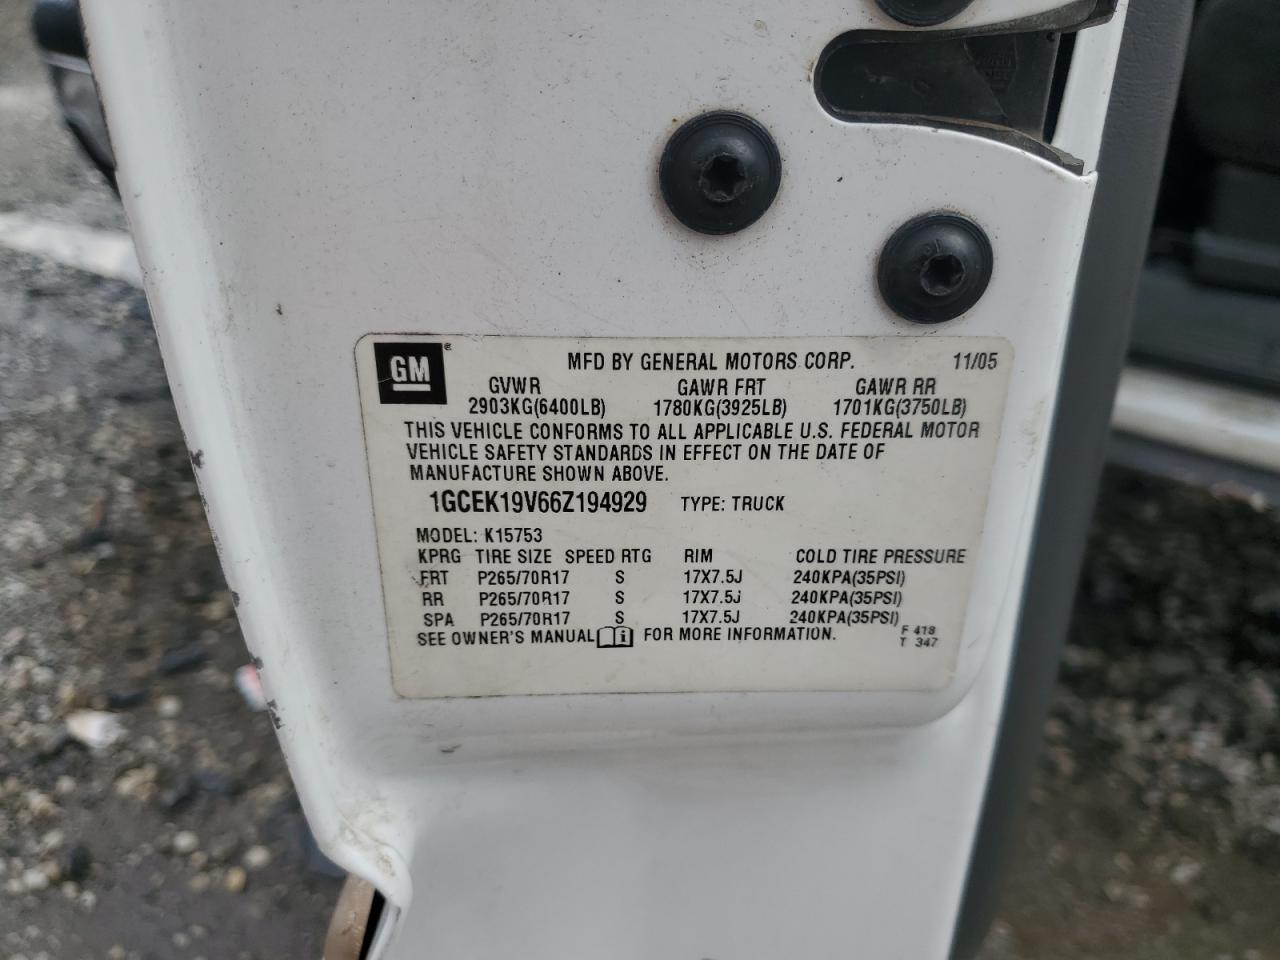 GM
MFD BY GENERAL MOTORS CORP. 11/05
GVWR GAWR FRT GAWR RR
2903KG(6400LB) 1780KG(3925LB) 1701KG(3750LB)
THIS VEHICLE CONFORMS TO ALL APPLICABLE U.S. FEDERAL MOTOR
VEHICLE SAFETY STANDARDS IN EFFECT ON THE DATE OF
MANUFACTURE SHOWN ABOVE.
1GCEK19V66Z194929 TYPE: TRUCK
MODEL: K15753
KPRG TIRE SIZE SPEED RTG RIM COLD TIRE PRESSURE
FRT P265/70R17 S 17X7.5J 240KPA(35PSI)
RR P265/70R17 S 17X7.5J 240KPA(35PSI)
SPA P265/70R17 S 17X7.5J 240KPA(35PSI)
SEE OWNER'S MANUAL i FOR MORE INFORMATION.
F 418
T 347